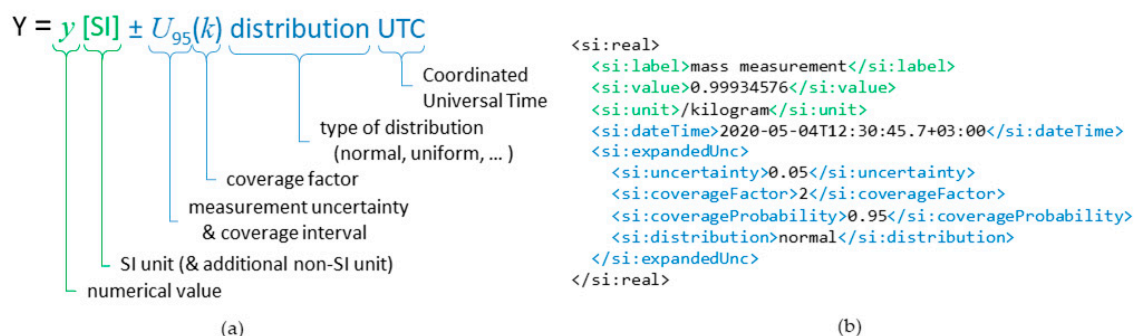 Y = y [SI] ± U95(k) distribution UTC
Coordinated
Universal Time
type of distribution
(normal, uniform, ... )
coverage factor
measurement uncertainty
& coverage interval
SI unit (& additional non-SI unit)
numerical value
(a)
<si:real>
<si:label>mass measurement</si:label>
<si:value>0.99934576</si:value>
<si:unit>/kilogram</si:unit>
<si:dateTime>2020-05-04T12:30:45.7+03:00</si:dateTime>
<si:expandedUnc>
<si:uncertainty>0.05</si:uncertainty>
<si:coverageFactor>2</si:coverageFactor>
<si:coverageProbability>0.95</si:coverageProbability>
<si:distribution>normal</si:distribution>
</si:expandedUnc>
</si:real>
(b)